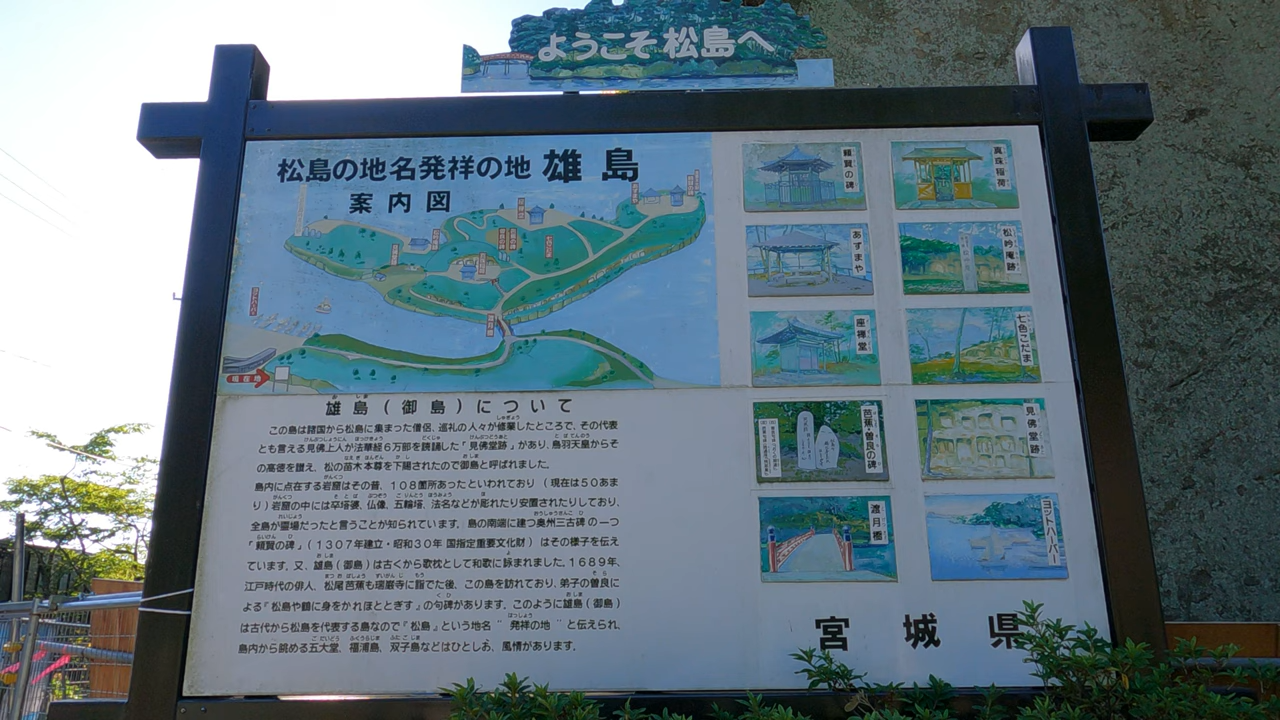 ようこそ松島へ
松島の地名発祥の地 雄島
案内図
現在地
頼賢の碑
真珠稲荷
あずまや
松吟庵跡
座禅堂
七色こだま
芭蕉・曽良の碑
見佛堂跡
渡月橋
ヨットハーバー
雄島(御島)について
この島は諸国から松島に集まった僧侶、巡礼の人々が修業したところで、その代表
とも言える見佛上人が法華経6万部を読誦した「見佛堂跡」があり、鳥羽天皇からそ
の高徳を讃え、松の苗木本尊を下賜されたので御島と呼ばれました。
島内に点在する岩窟はその昔、108箇所あったといわれており(現在は50あま
り)岩窟の中には卒塔婆、仏像、五輪塔、法名などが彫れたり安置されたりしており、
全島が霊場だったと言うことが知られています。島の南端に建つ奥州三古碑の一つ
「頼賢の碑」(1307年建立・昭和30年 国指定重要文化財)はその様子を伝え
ています。又、雄島(御島)は古くから歌枕として和歌に詠まれました。1689年、
江戸時代の俳人、松尾芭蕉も瑞巌寺に詣でた後、この島を訪れており、弟子の曽良に
よる『松島や鶴に身をかれほととぎす』の句碑があります。このように雄島(御島)
は古代から松島を代表する島なので『松島』という地名“発祥の地”と伝えられ、
島内から眺める五大堂、福浦島、双子島などはひとしお、風情があります。
宮城県